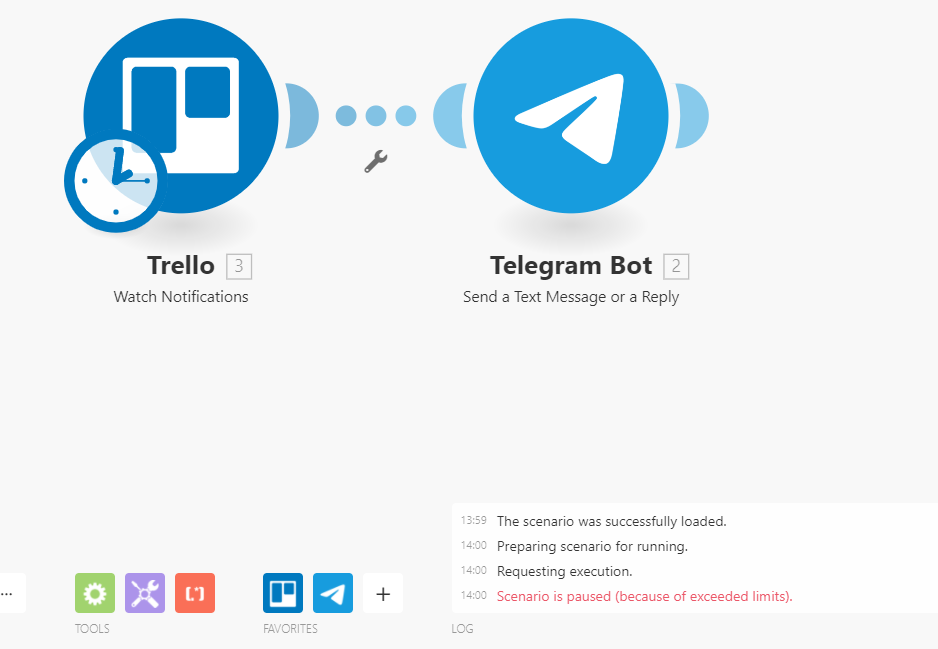 Trello 3
Watch Notifications
Telegram Bot 2
Send a Text Message or a Reply
13:59 The scenario was successfully loaded.
14:00 Preparing scenario for running.
14:00 Requesting execution.
14:00 Scenario is paused (because of exceeded limits).
TOOLS
FAVORITES
LOG